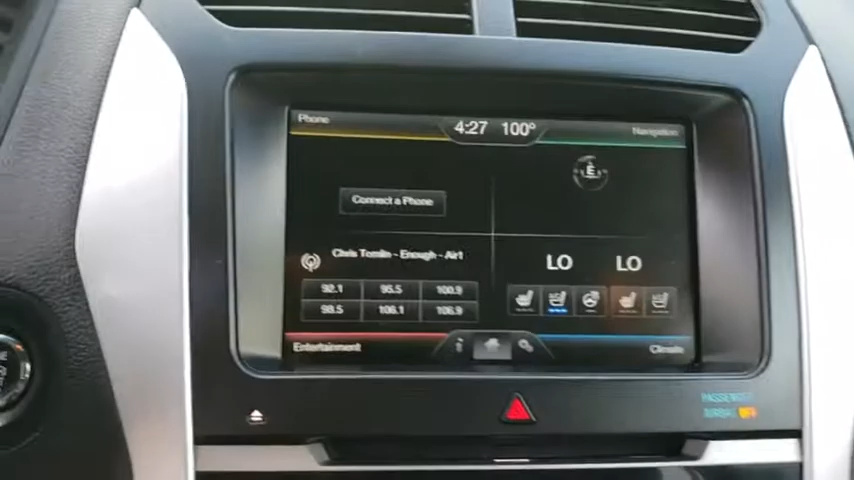 Phone
4:27 100°
Navigation
E
Connect a Phone
Chris Tomlin - Enough - Air1
LO LO
92.1 95.5 100.9
98.5 106.1 106.9
Entertainment
Climate
PASSENGER
AIRBAG OFF